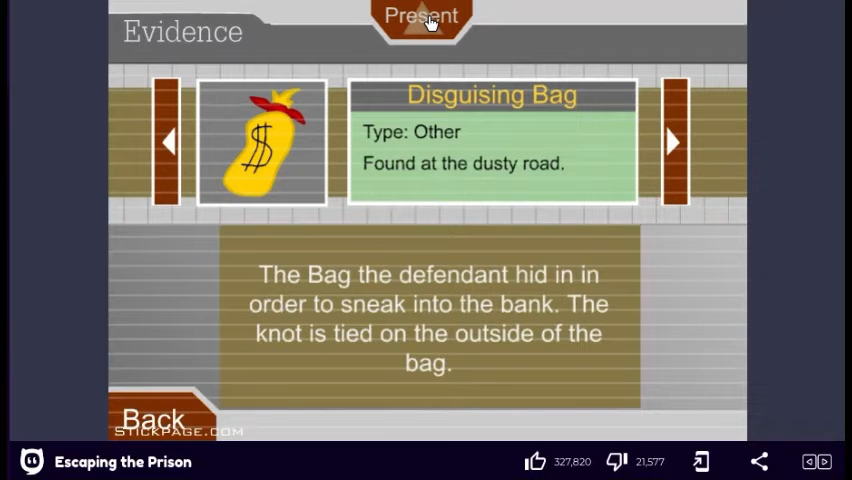 Present
Evidence
Disguising Bag
Type: Other
Found at the dusty road.
$
The Bag the defendant hid in in
order to sneak into the bank. The
knot is tied on the outside of the
bag.
Back
STICKPAGE.COM
Escaping the Prison
327,820
21,577